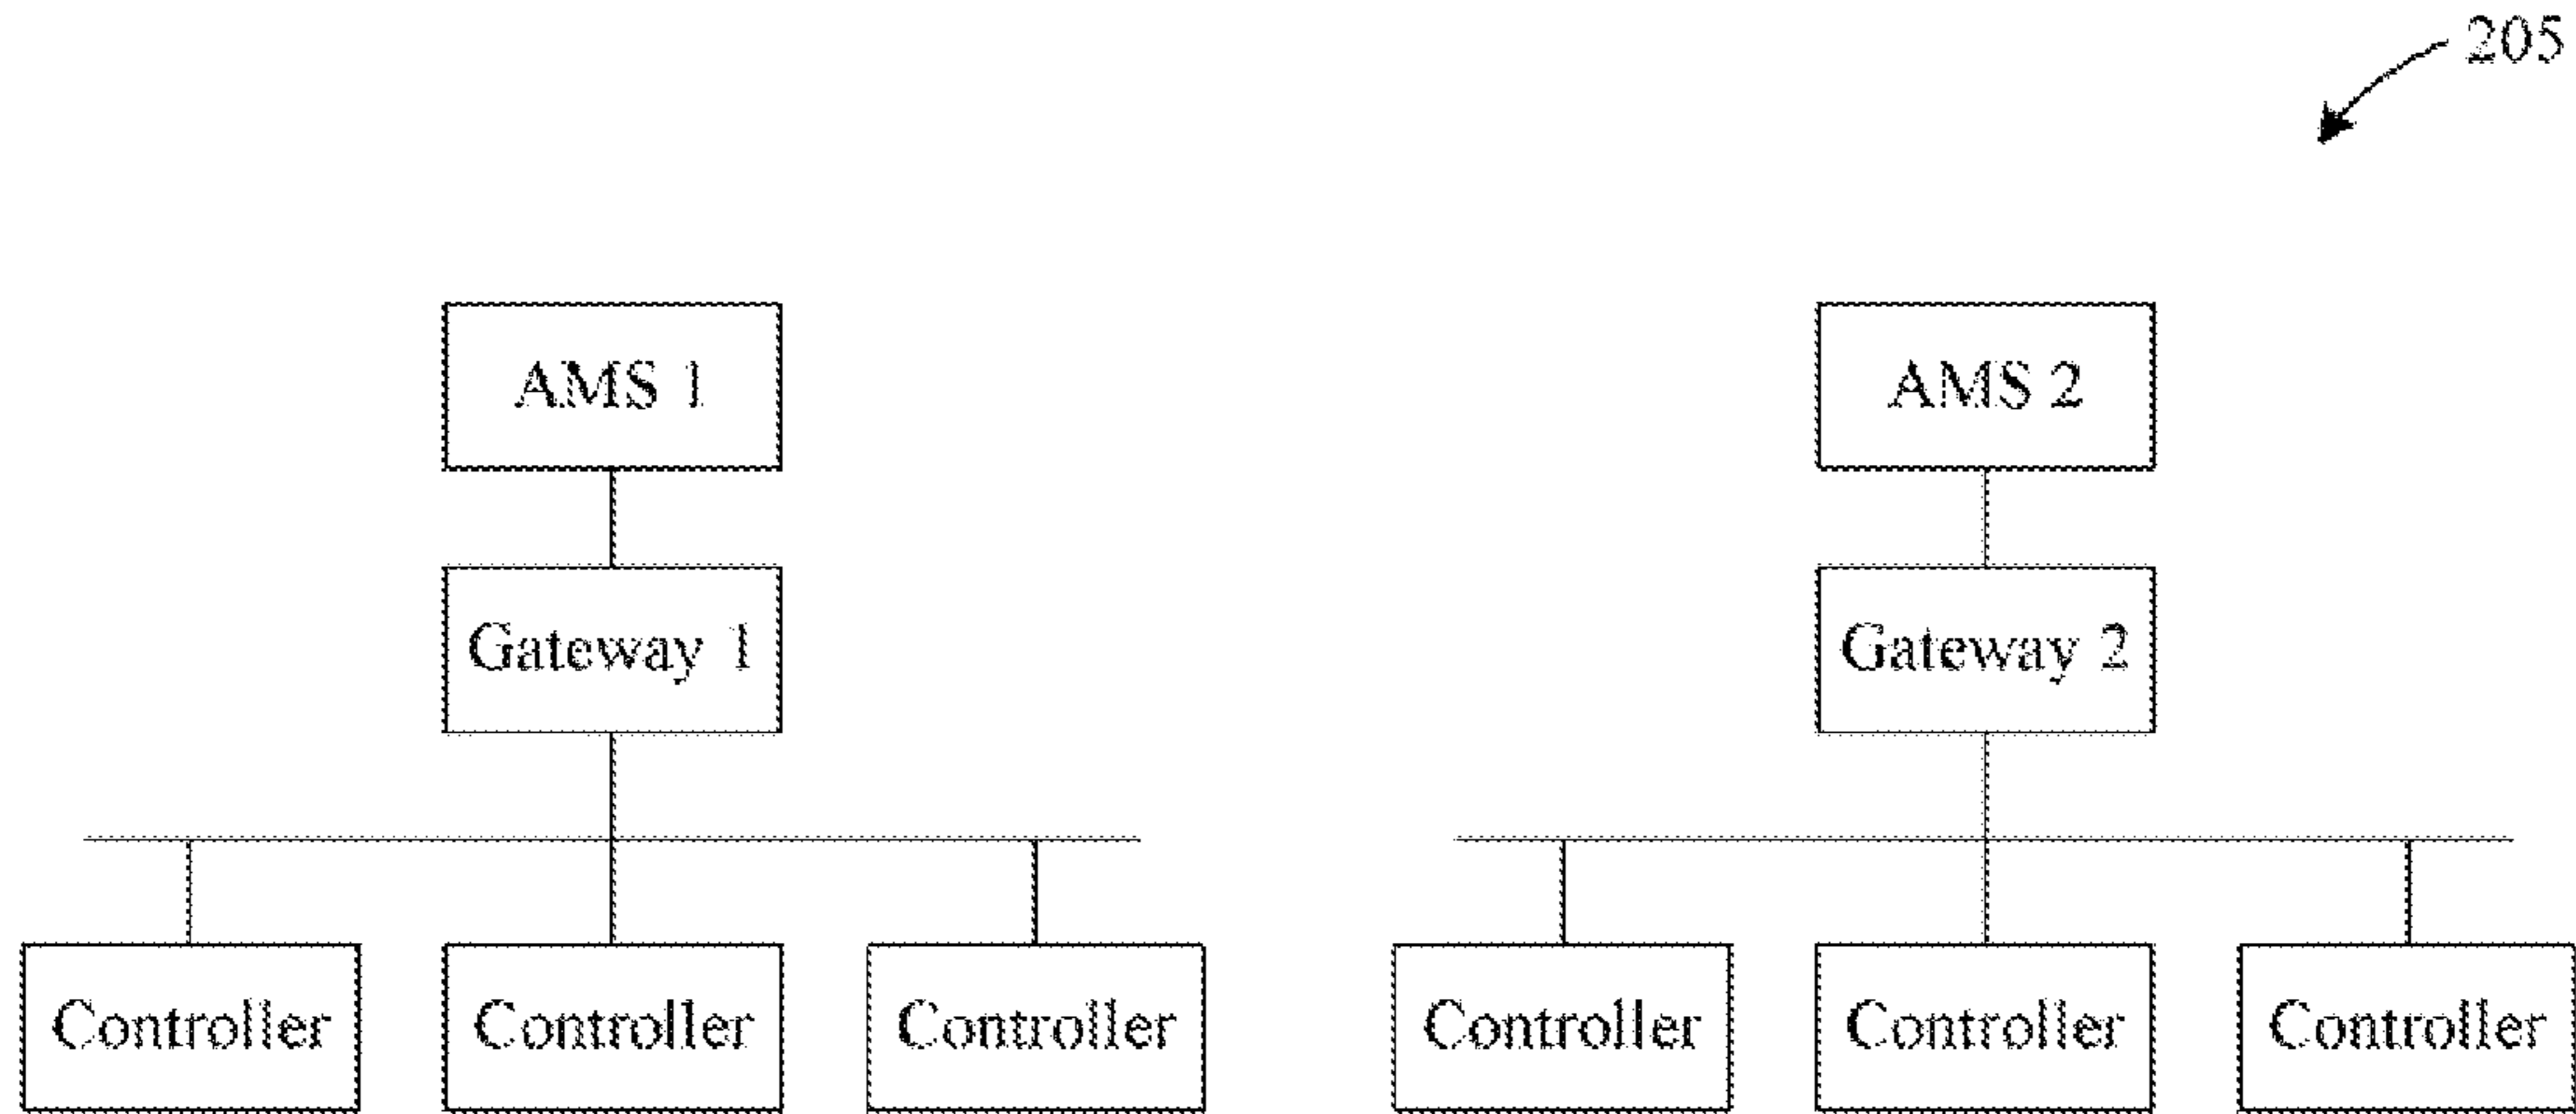 205
AMS 1
AMS 2
Gateway 1
Gateway 2
Controller
Controller
Controller
Controller
Controller
Controller